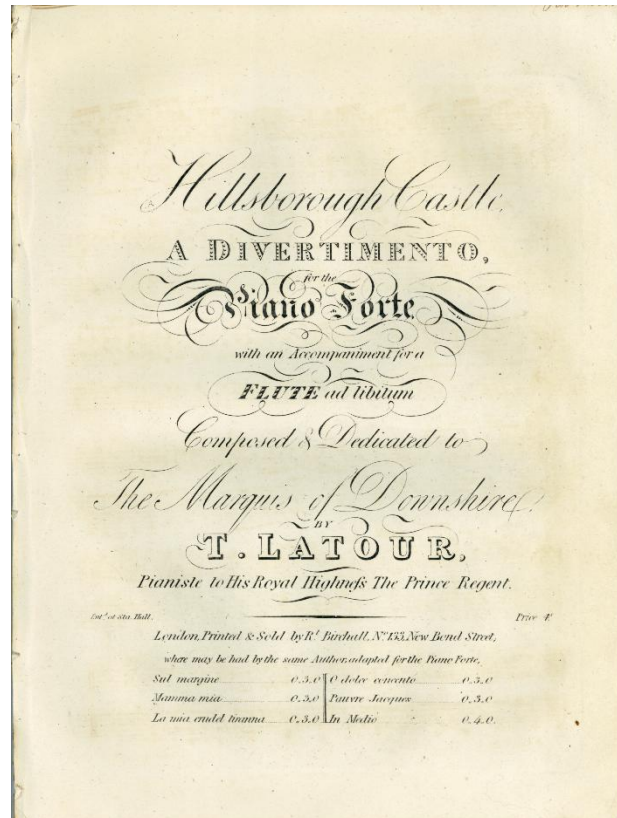 Hillsborough Castle,
A DIVERTIMENTO,
for the
Piano Forte
with an Accompaniment for a
FLUTE ad libitum
Composed & Dedicated to
The Marquis of Downshire,
BY
T. LATOUR,
Pianiste to His Royal Highneſs The Prince Regent.
Ent.d at Sta. Hall. Price 4/
London, Printed & Sold by R.t Birchall, No. 133, New Bond Street,
where may be had by the same Author, adapted for the Piano Forte,
Sul margine 0.3.0 O dolce concento 0.3.0
Mamma mia 0.3.0 Pauvre Jacques 0.3.0
La mia 0.3.0 In Medio 0.4.0.